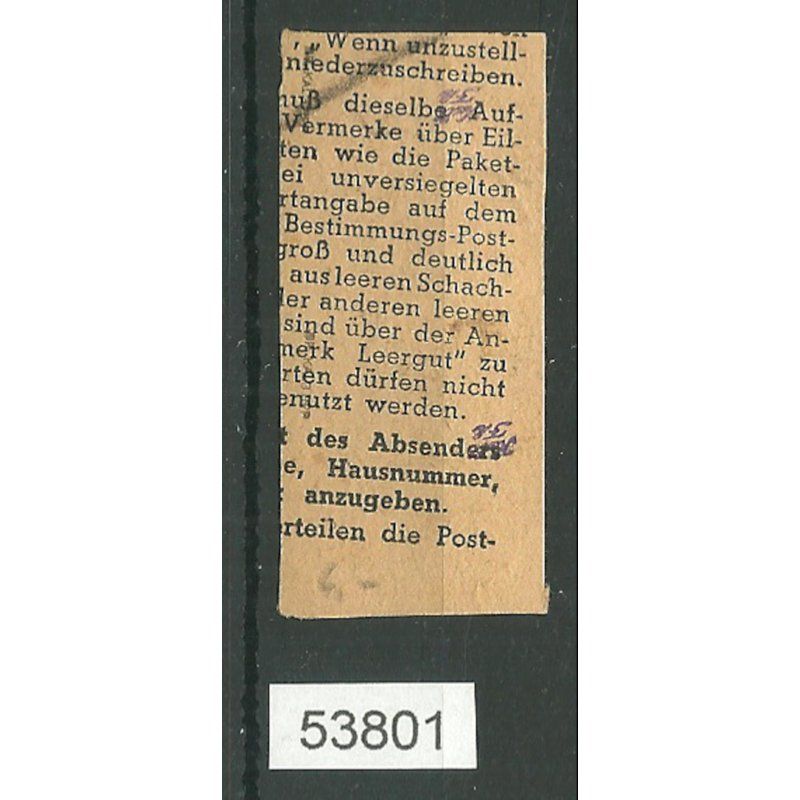 , „Wenn unzustell-
niederzuschreiben.
muß dieselbe Auf-
Vermerke über Eil-
ten wie die Paket-
ei unversiegelten
rtangabe auf dem
Bestimmungs-Post-
groß und deutlich
aus leeren Schach-
der anderen leeren
sind über der An-
merk Leergut" zu
rten dürfen nicht
enutzt werden.
t des Absenders
e, Hausnummer,
anzugeben.
erteilen die Post-
53801